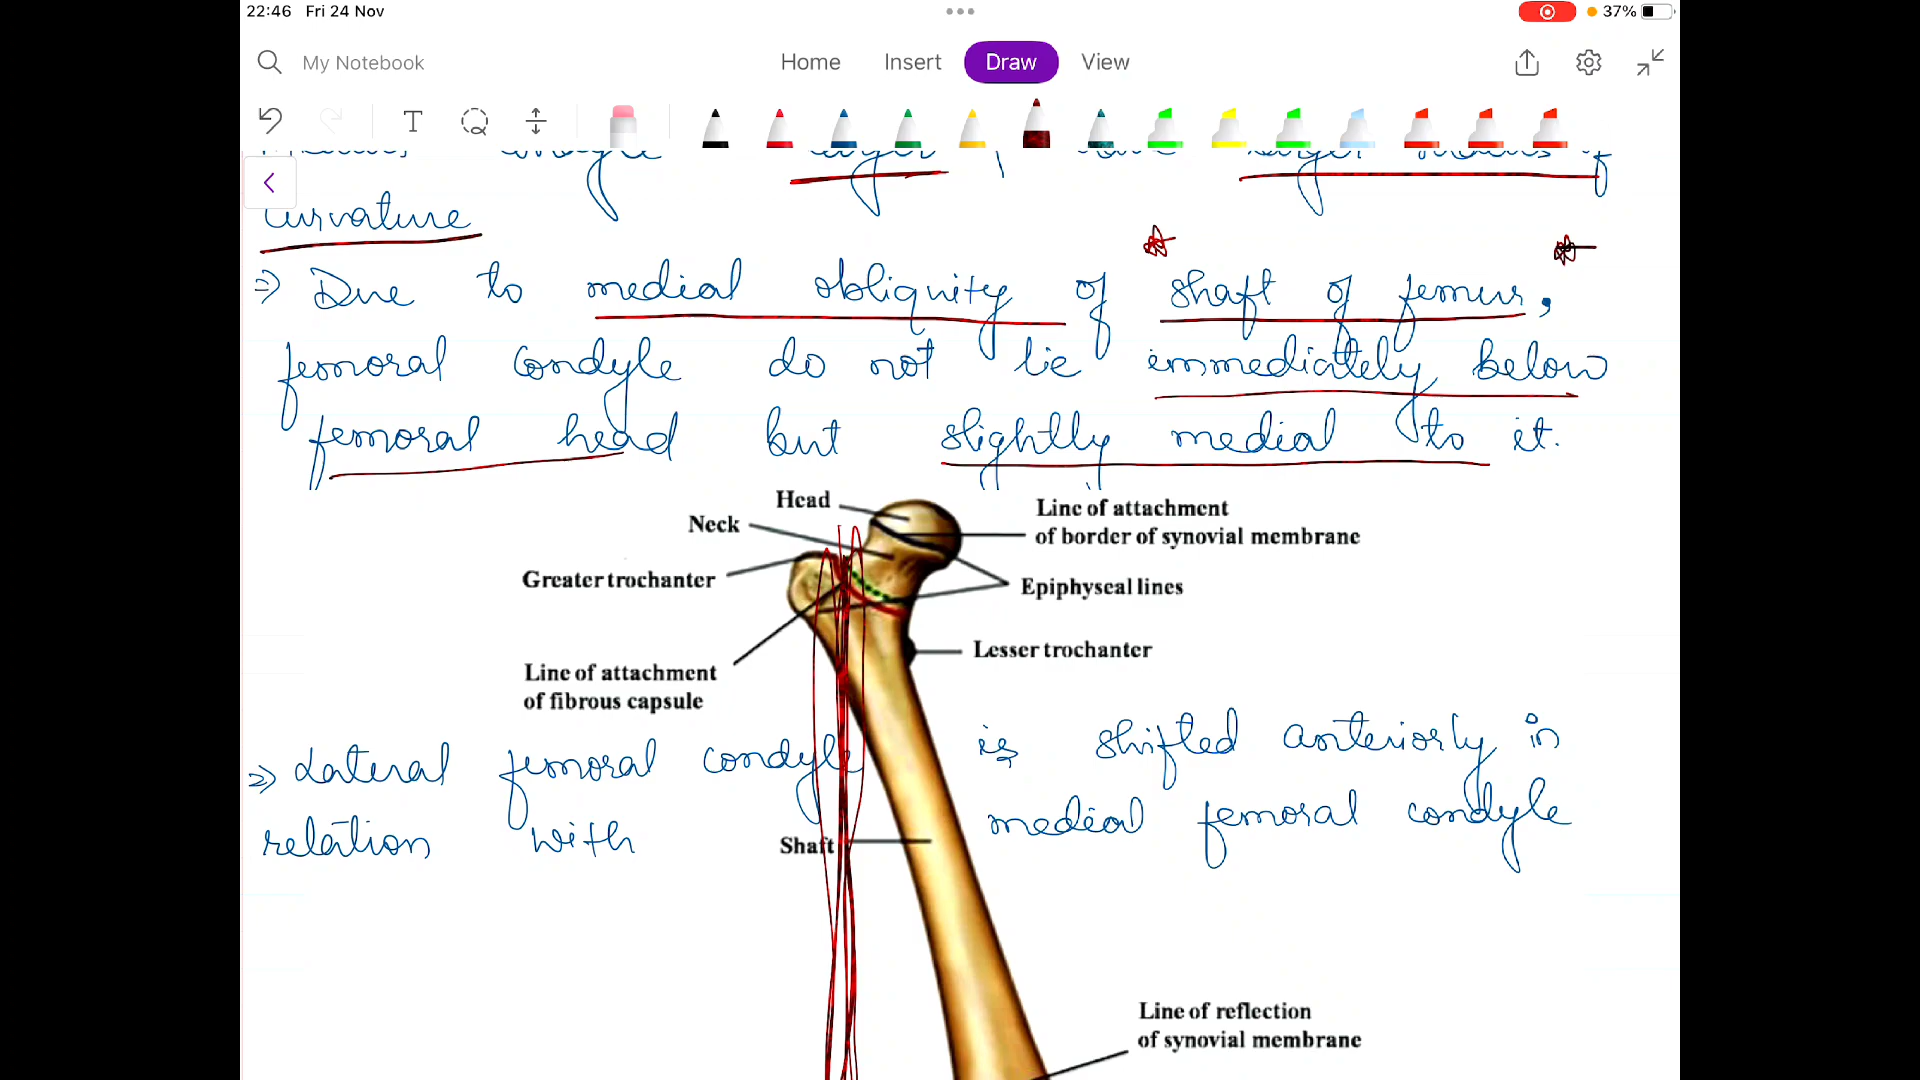 22:46 Fri 24 Nov
37%
My Notebook
Home Insert Draw View
T
curvature
⇒ Due to medial obliquity of shaft of femur,
femoral condyle do not lie immediately below
femoral head but slightly medial to it.
Head
Neck
Greater trochanter
Line of attachment
of border of synovial membrane
Epiphyseal lines
Lesser trochanter
Line of attachment
of fibrous capsule
⇒ Lateral femoral condyle is shifted anteriorly in
relation with medial femoral condyle
Shaft
Line of reflection
of synovial membrane